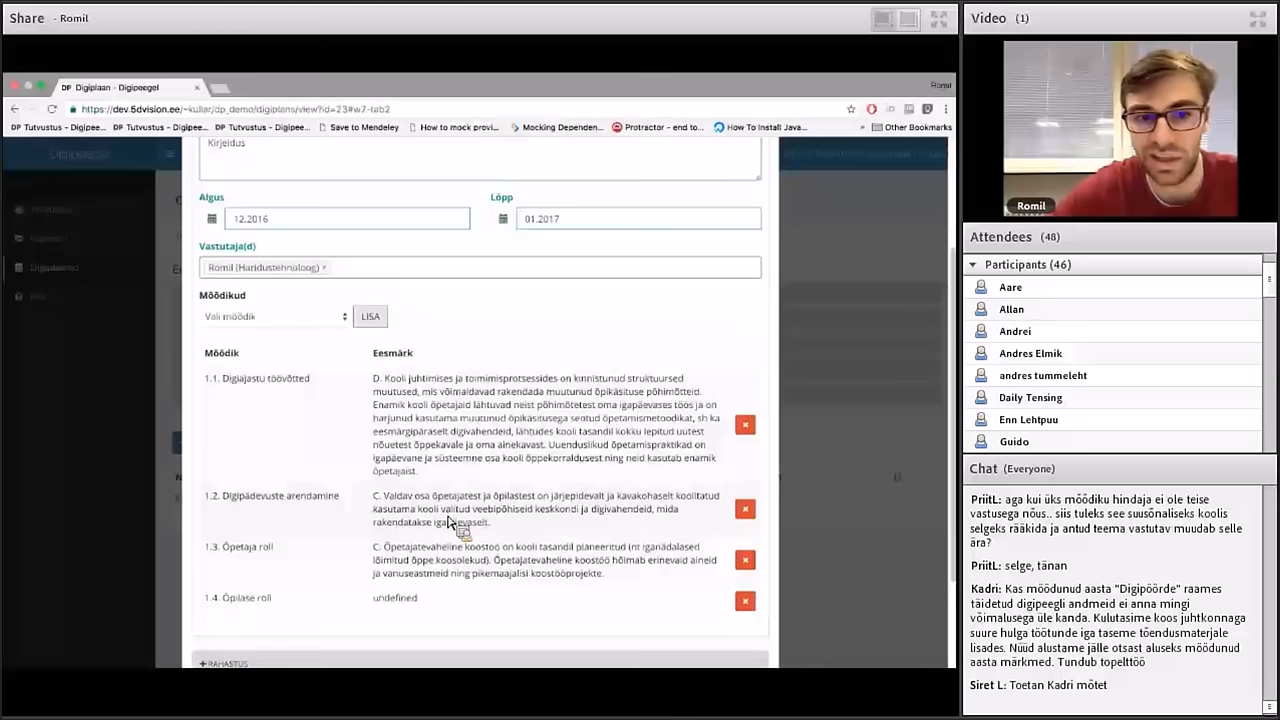 Share - Romil
DP Digiplaan - Digipeegel
Romil
https://dev.5dvision.ee/~kullar/dp_demo/digiplans/view?id=23#w7-tab2
DP Tutvustus – Digipee...
DP Tutvustus – Digipee...
DP Tutvustus – Digipee...
Save to Mendeley
How to mock provi...
Mocking Dependen...
Protractor - end to...
How To Install Java...
» Other Bookmarks
Digipeegel
Digiplaanid
Kirjeldus
Algus
Lõpp
12.2016
01.2017
Vastutaja(d)
Romil (Haridustehnoloog) ×
Mõõdikud
Vali mõõdik
LISA
Mõõdik
Eesmärk
1.1. Digiajastu töövõtted
D. Kooli juhtimises ja toimimisprotsessides on kinnistunud struktuursed
muutused, mis võimaldavad rakendada muutunud õpikäsituse põhimõtteid.
Enamik kooli õpetajaid lähtuvad neist põhimõtetest oma igapäevases töös ja on
harjunud kasutama muutunud õpikäsitusega seotud õpetamismetoodikat, sh ka
eesmärgipäraselt digivahendeid, lähtudes kooli tasandil kokku lepitud uutest
nõuetest õppekavale ja oma ainekavast. Uuenduslikud õpetamispraktikad on
igapäevane ja süsteemne osa kooli õppekorraldusest ning neid kasutab enamik
õpetajaist.
1.2. Digipädevuste arendamine
C. Valdav osa õpetajatest ja õpilastest on järjepidevalt ja kavakohaselt koolitatud
kasutama kooli valitud veebipõhiseid keskkondi ja digivahendeid, mida
rakendatakse igapäevaselt.
1.3. Õpetaja roll
C. Õpetajatevaheline koostöö on kooli tasandil planeeritud (nt iganädalased
lõimitud õppe koosolekud). Õpetajatevaheline koostöö hõlmab erinevaid aineid
ja vanuseastmeid ning pikemaajalisi koostööprojekte.
1.4. Õpilase roll
undefined
+RAHASTUS
Video (1)
Romil
Attendees (48)
Participants (46)
Aare
Allan
Andrei
Andres Elmik
andres tummeleht
Daily Tensing
Enn Lehtpuu
Guido
Chat (Everyone)
PriitL: aga kui üks mõõdiku hindaja ei ole teise
vastusega nõus.. siis tuleks see suusõnaliseks koolis
selgeks rääkida ja antud teema vastutav muudab selle
ära?
PriitL: selge, tänan
Kadri: Kas möödunud aasta "Digipöörde" raames
täidetud digipeegli andmeid ei anna mingi
võimalusega üle kanda. Kulutasime koos juhtkonnaga
suure hulga töötunde iga taseme tõendusmaterjale
lisades. Nüüd alustame jälle otsast aluseks möödunud
aasta märkmed. Tundub topelttöö
Siret L: Toetan Kadri mõtet